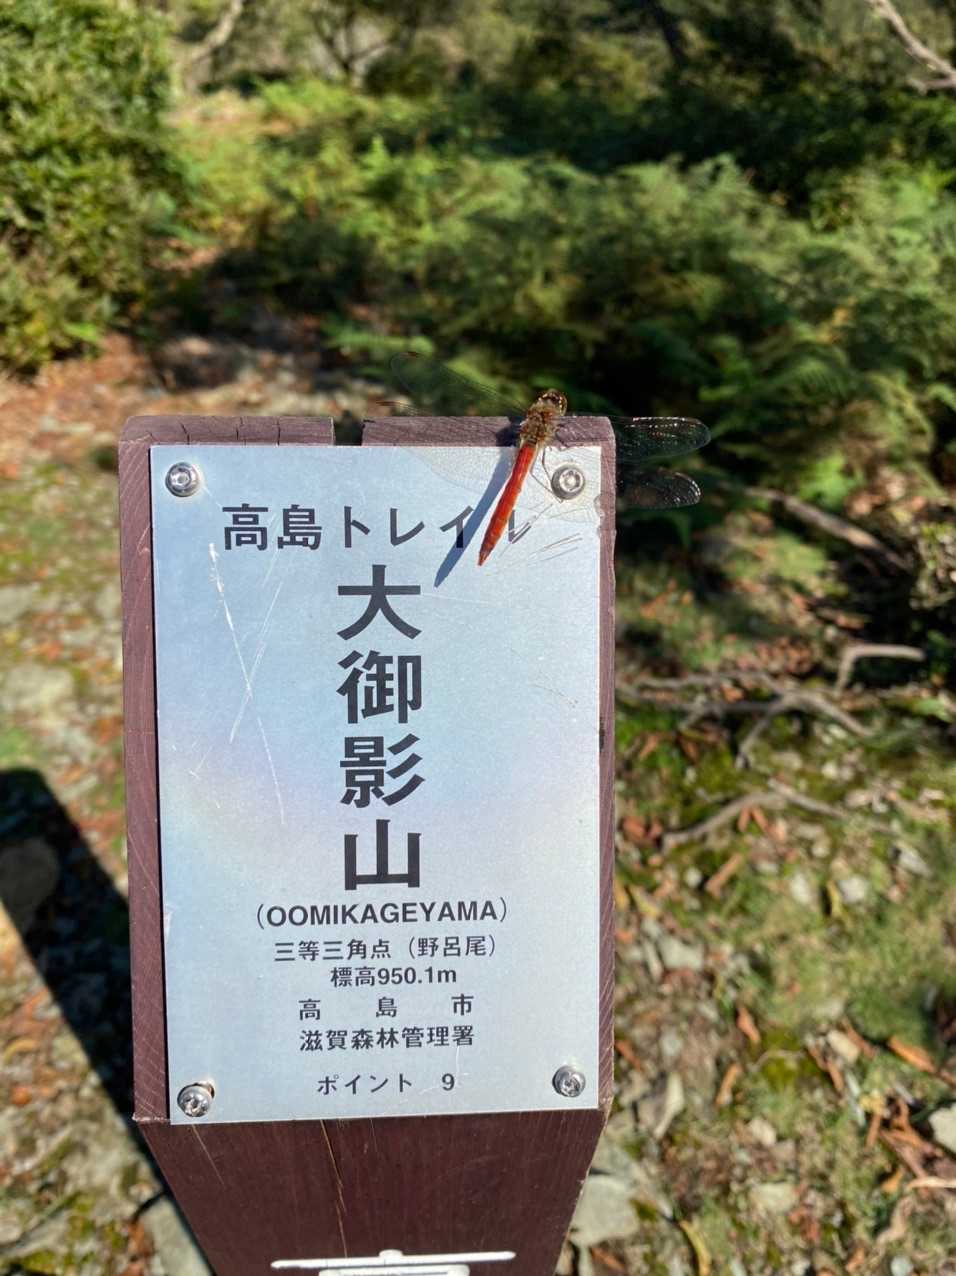 高島トレイル
大御影山
(OOMIKAGEYAMA)
三等三角点（野呂尾）
標高950.1m
高島市
滋賀森林管理署
ポイント 9